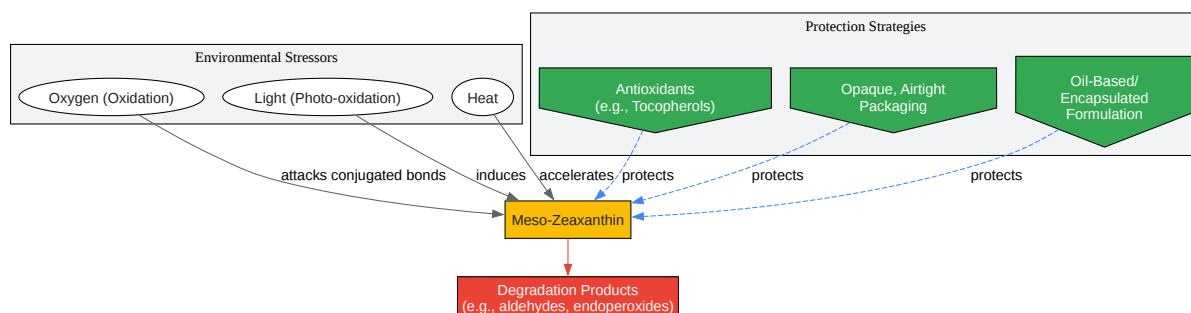 Protection Strategies
Environmental Stressors
Oxygen (Oxidation)
Light (Photo-oxidation)
Heat
Antioxidants
(e.g., Tocopherols)
Opaque, Airtight
Packaging
Oil-Based/
Encapsulated
Formulation
attacks conjugated bonds
induces
accelerates
protects
protects
protects
Meso-Zeaxanthin
Degradation Products
(e.g., aldehydes, endoperoxides)